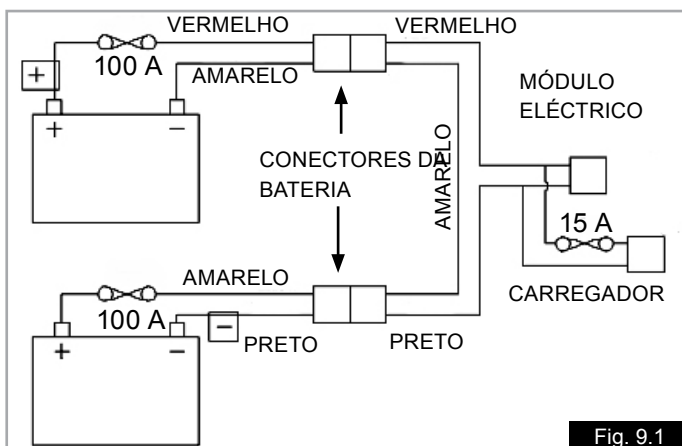 VERMELHO
VERMELHO
100 A
+
AMARELO
MÓDULO
ELÉCTRICO
+ –
CONECTORES DA
BATERIA
AMARELO
15 A
AMARELO
CARREGADOR
100 A
–
+ –
PRETO
PRETO
Fig. 9.1